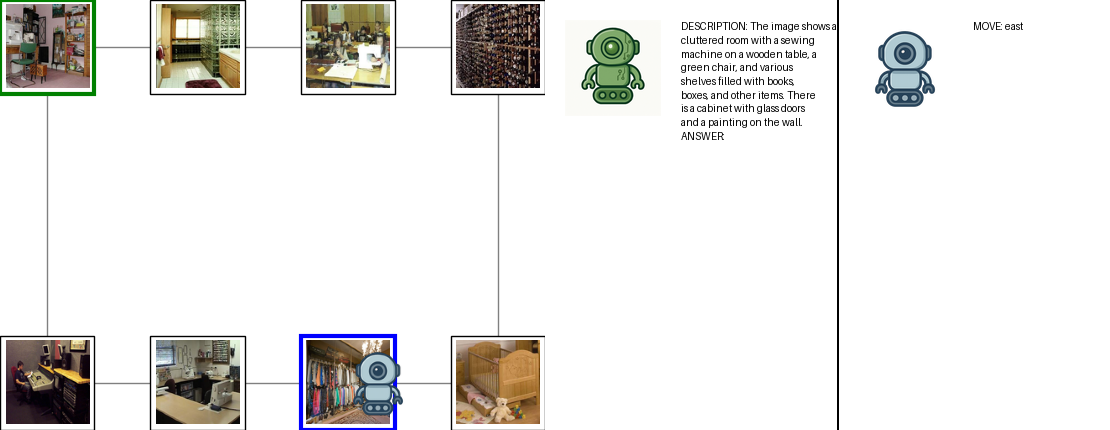 DESCRIPTION: The image shows a
cluttered room with a sewing
machine on a wooden table, a
green chair, and various
shelves filled with books,
boxes, and other items. There
is a cabinet with glass doors
and a painting on the wall.
ANSWER:
MOVE: east